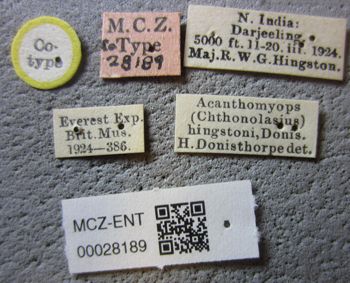 Co-
type
M.C.Z.
Type
28189
N. India:
Darjeeling.
5000 ft. 11-20. iii. 1924.
Maj. R. W. G. Hingston.
Everest Exp.
Brit. Mus.
1924—386.
Acanthomyops
(Chthonolasius)
hingstoni, Donis.
H. Donisthorpe det.
MCZ-ENT
00028189